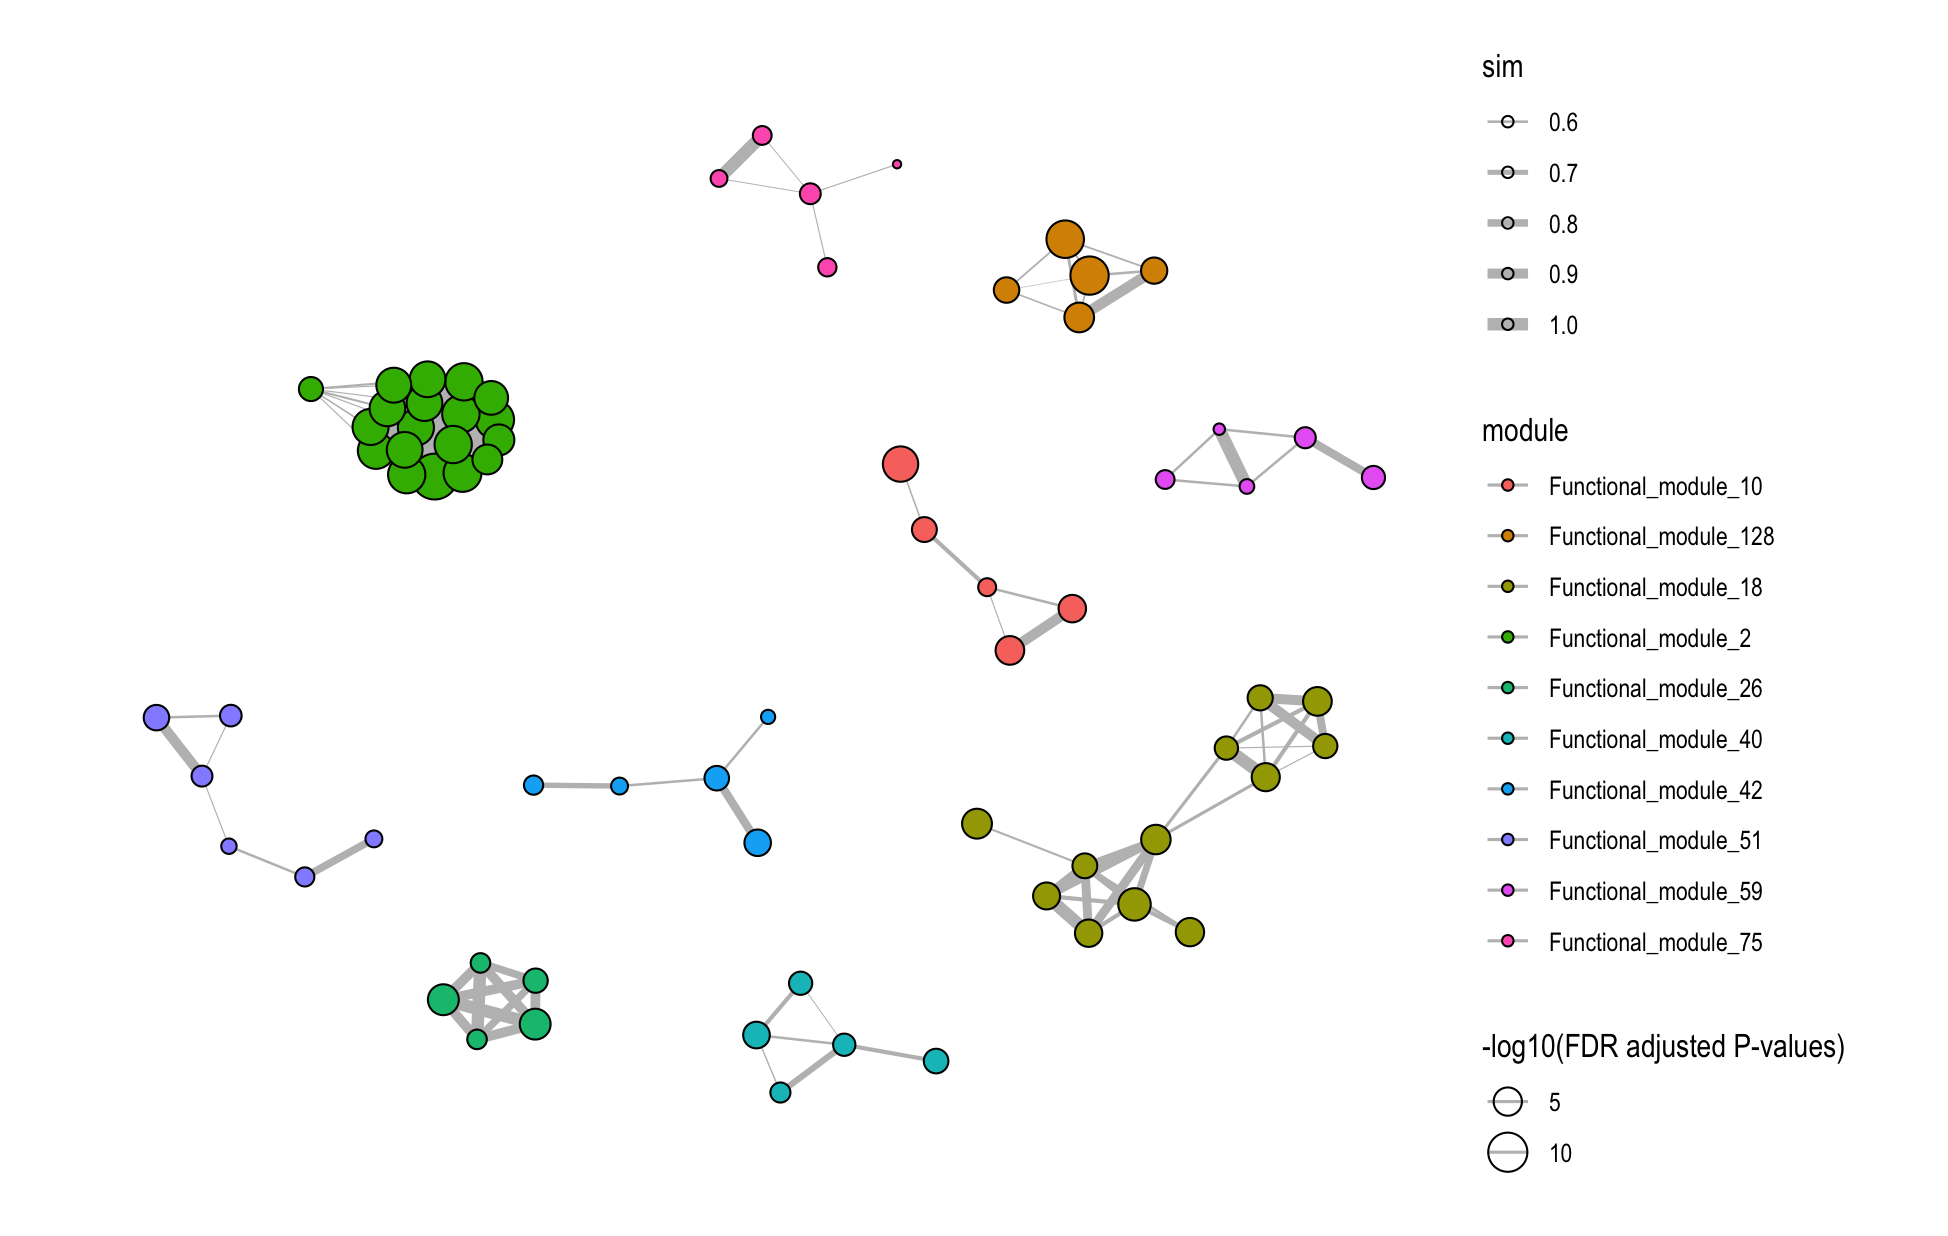 sim
0.6
0.7
0.8
0.9
1.0
module
Functional_module_10
Functional_module_128
Functional_module_18
Functional_module_2
Functional_module_26
Functional_module_40
Functional_module_42
Functional_module_51
Functional_module_59
Functional_module_75
-log10(FDR adjusted P-values)
5
10